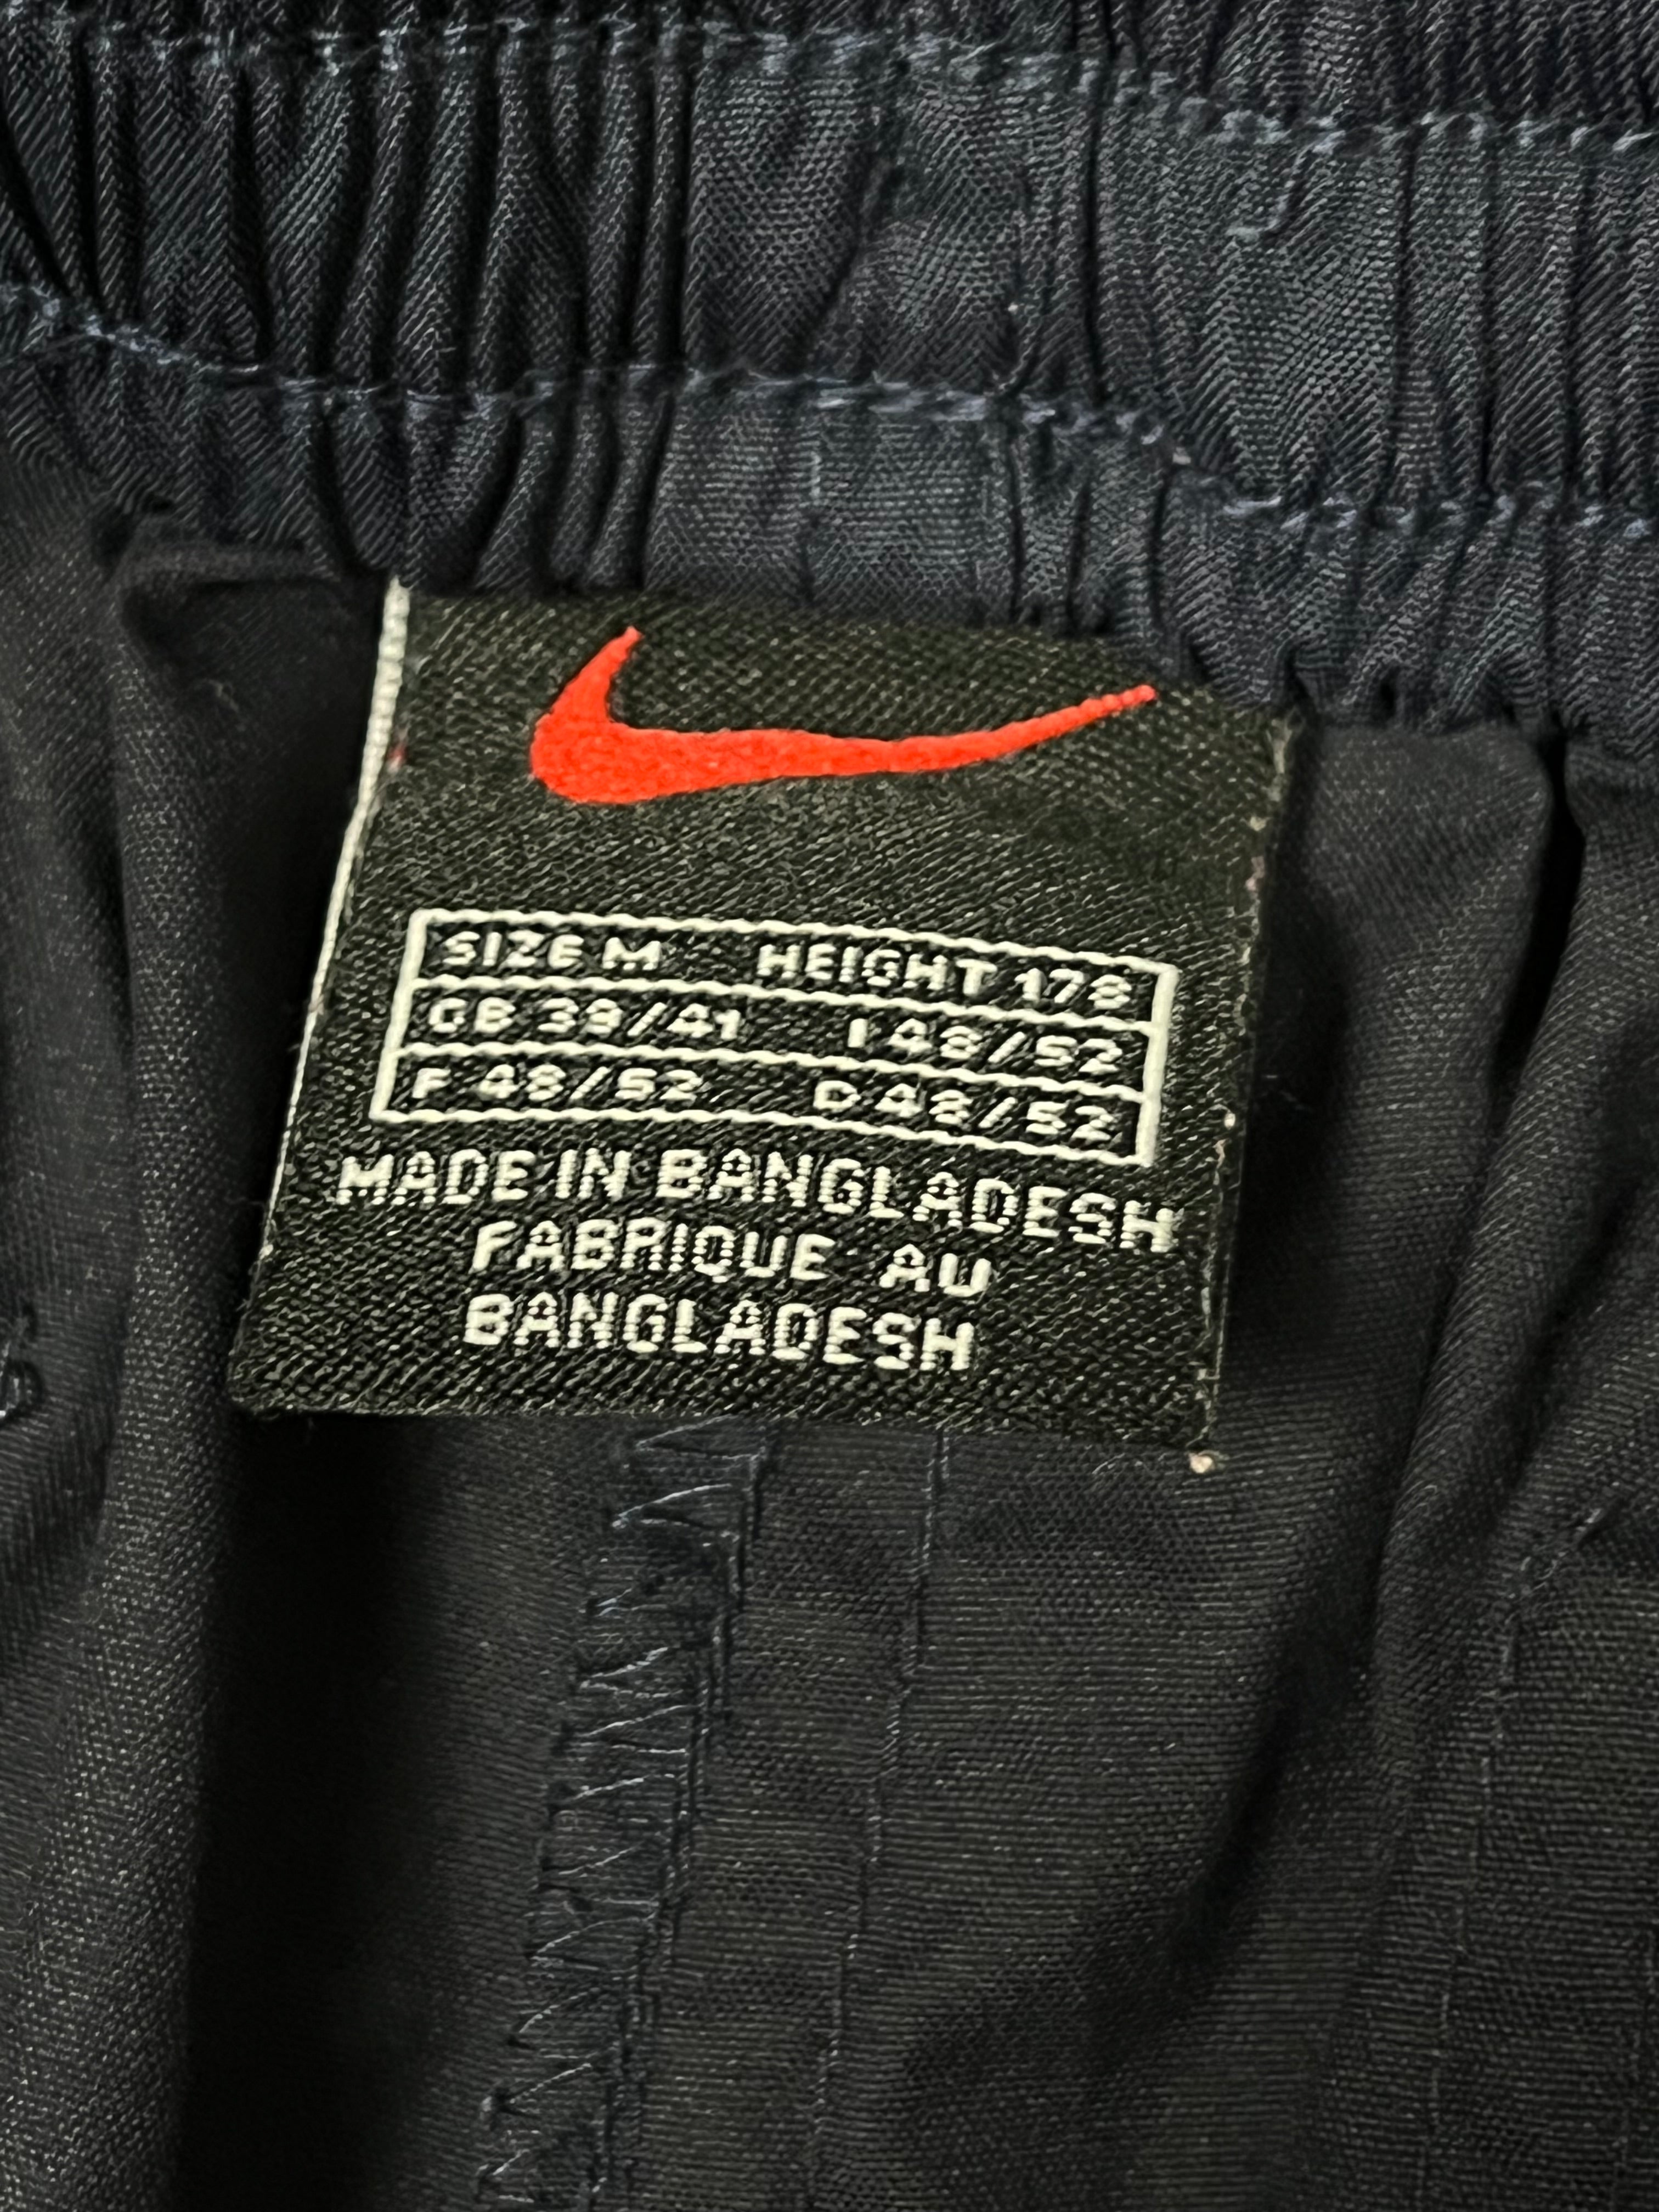 SIZE M HEIGHT 178
GB 39/41 I 48/52
F 48/52 D 48/52
MADE IN BANGLADESH
FABRIQUE AU
BANGLADESH